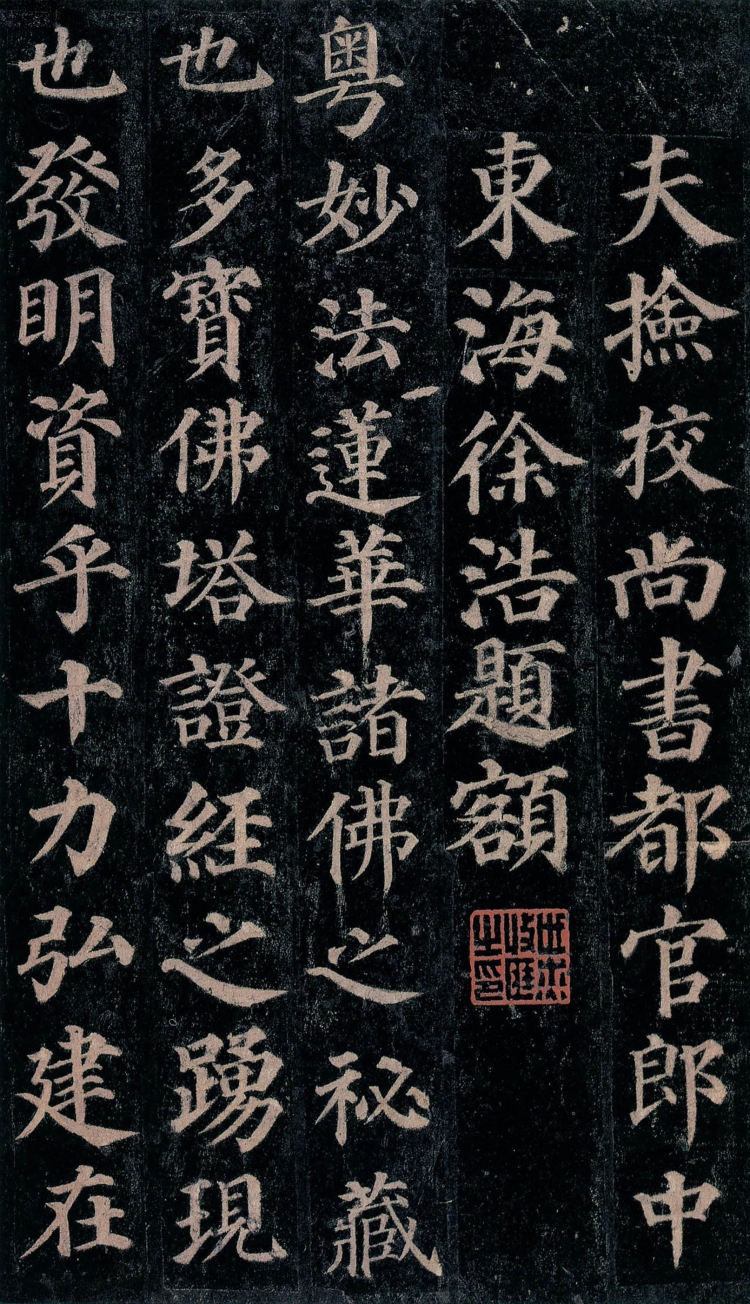 夫撿挍尚書都官郎中
東海徐浩題額
粵妙法蓮華諸佛之秘藏
也多寶佛塔證經之踴現
也發明資乎十力弘建在